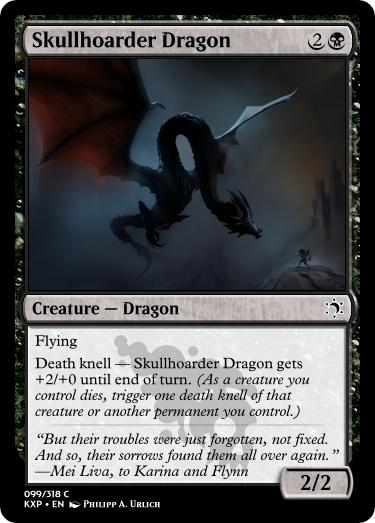 Skullhoarder Dragon 2
Creature — Dragon
Flying
Death knell — Skullhoarder Dragon gets
+2/+0 until end of turn. (As a creature you
control dies, trigger one death knell of that
creature or another permanent you control.)
“But their troubles were just forgotten, not fixed.
And so, their sorrows found them all over again.”
—Mei Liva, to Karina and Flynn
2/2
099/318 C
KXP • EN Philipp A. Urlich